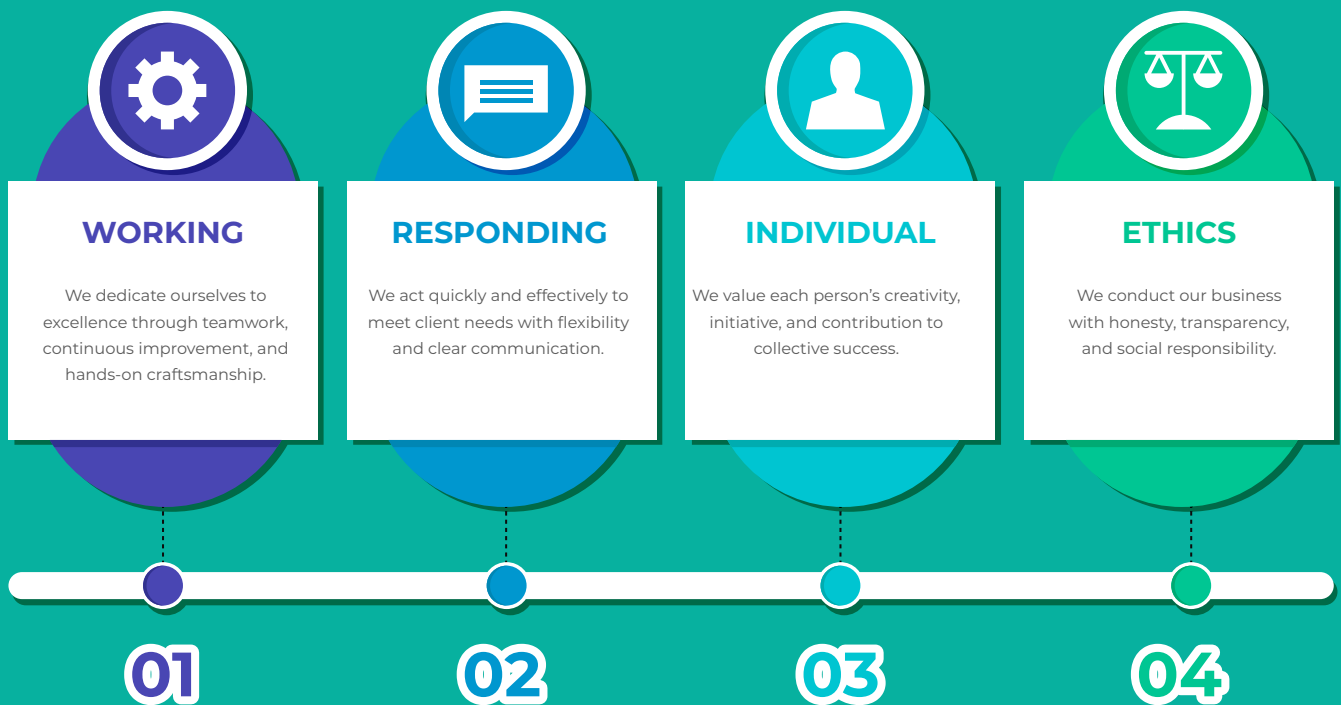 WORKING
We dedicate ourselves to
excellence through teamwork,
continuous improvement, and
hands-on craftsmanship.
RESPONDING
We act quickly and effectively to
meet client needs with flexibility
and clear communication.
INDIVIDUAL
We value each person’s creativity,
initiative, and contribution to
collective success.
ETHICS
We conduct our business
with honesty, transparency,
and social responsibility.
01
02
03
04